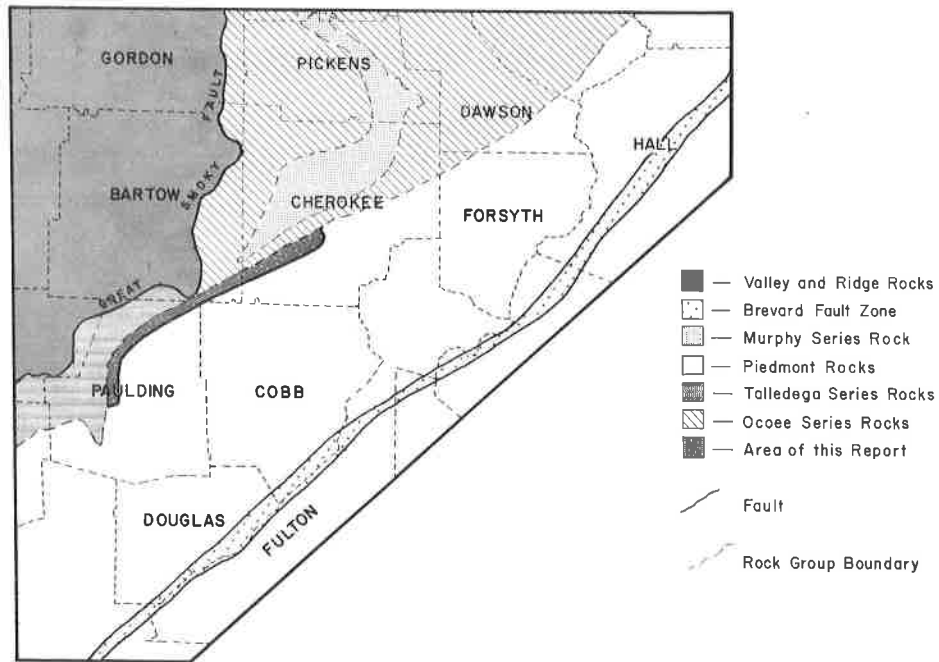 GORDON
PICKENS
DAWSON
HALL
BARTOW
GREAT SMOKY FAULT
CHEROKEE
FORSYTH
PAULDING
COBB
DOUGLAS
FULTON
— Valley and Ridge Rocks
— Brevard Fault Zone
— Murphy Series Rock
— Piedmont Rocks
— Talledega Series Rocks
— Ocoee Series Rocks
— Area of this Report
Fault
Rock Group Boundary